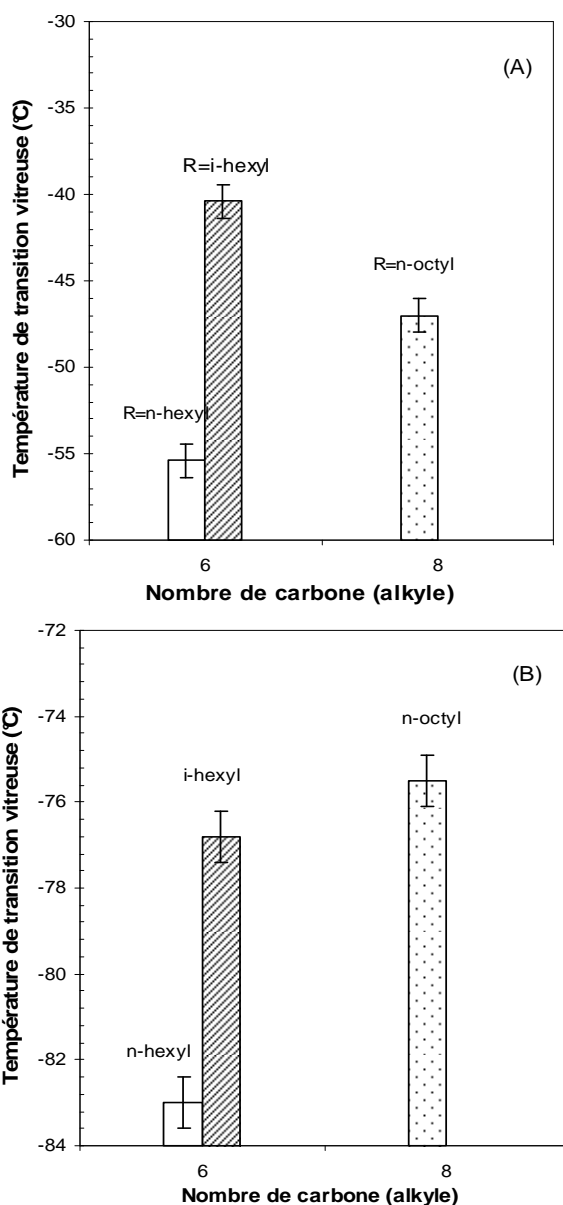 -30
(A)
-35
R=i-hexyl
-40
R=n-octyl
-45
-50
R=n-hexyl
-55
-60
6
8
Température de transition vitreuse (°C)
Nombre de carbone (alkyle)
-72
(B)
n-octyl
-74
i-hexyl
-76
-78
-80
n-hexyl
-82
-84
6
8
Température de transition vitreuse (°C)
Nombre de carbone (alkyle)